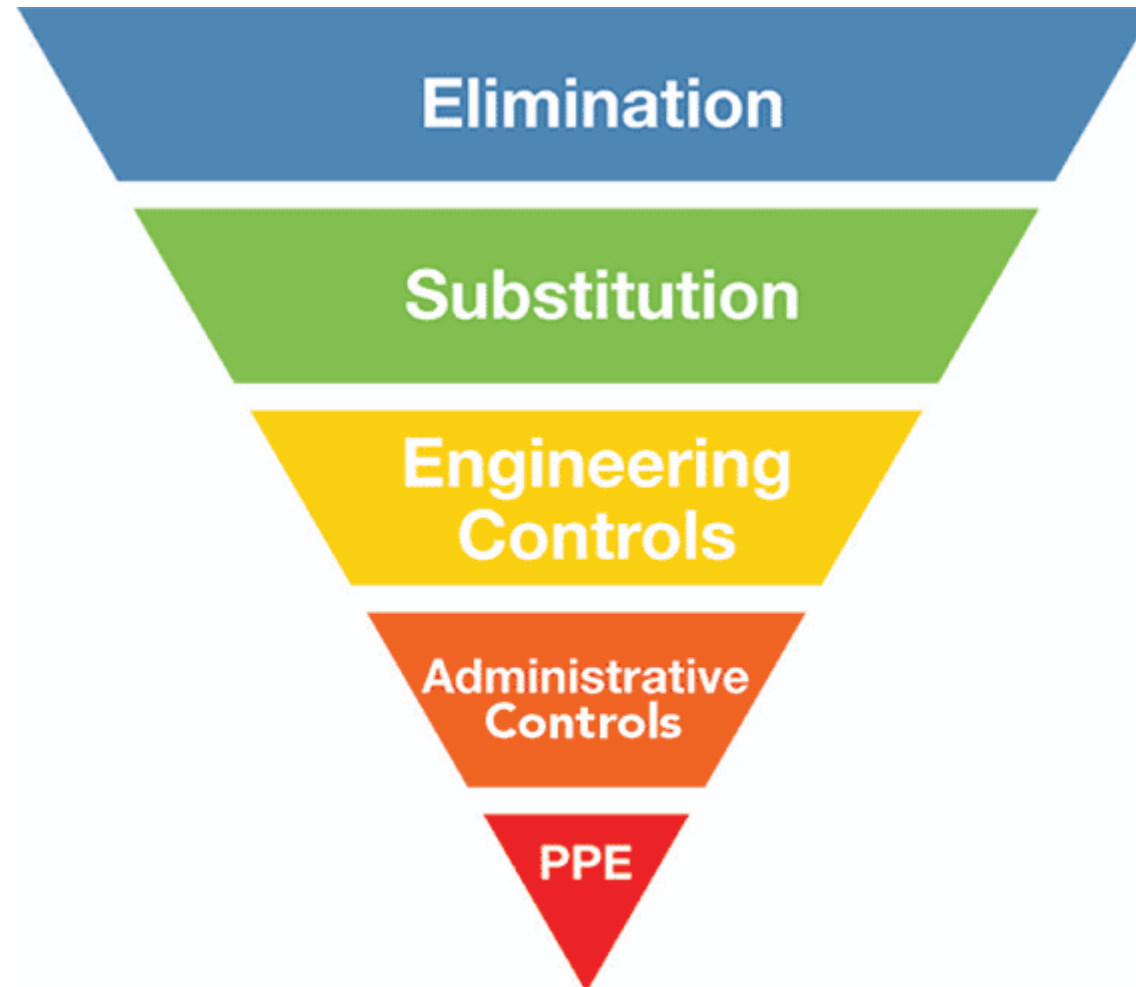 Elimination
Substitution
Engineering
Controls
Administrative
Controls
PPE